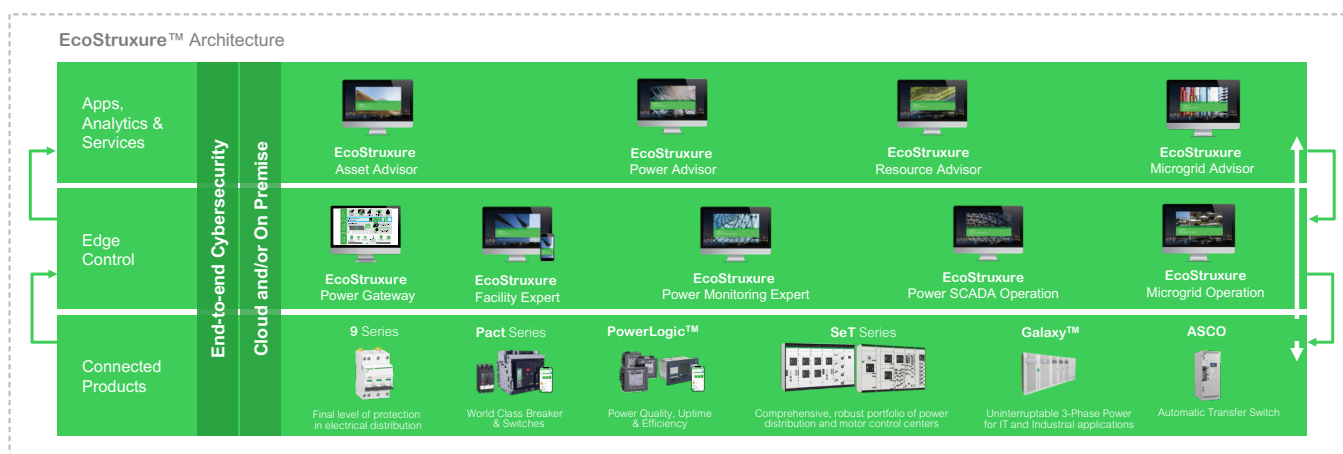 EcoStruxure™ Architecture
Apps,
Analytics &
Services
End-to-end Cybersecurity
Cloud and/or On Premise
EcoStruxure
Asset Advisor
EcoStruxure
Power Advisor
EcoStruxure
Resource Advisor
EcoStruxure
Microgrid Advisor
Edge
Control
EcoStruxure
Power Gateway
EcoStruxure
Facility Expert
EcoStruxure
Power Monitoring Expert
EcoStruxure
Power SCADA Operation
EcoStruxure
Microgrid Operation
Connected
Products
9 Series
Final level of protection
in electrical distribution
Pact Series
World Class Breaker
& Switches
PowerLogic™
Power Quality, Uptime
& Efficiency
SeT Series
Comprehensive, robust portfolio of power
distribution and motor control centers
Galaxy™
Uninterruptable 3-Phase Power
for IT and Industrial applications
ASCO
Automatic Transfer Switch